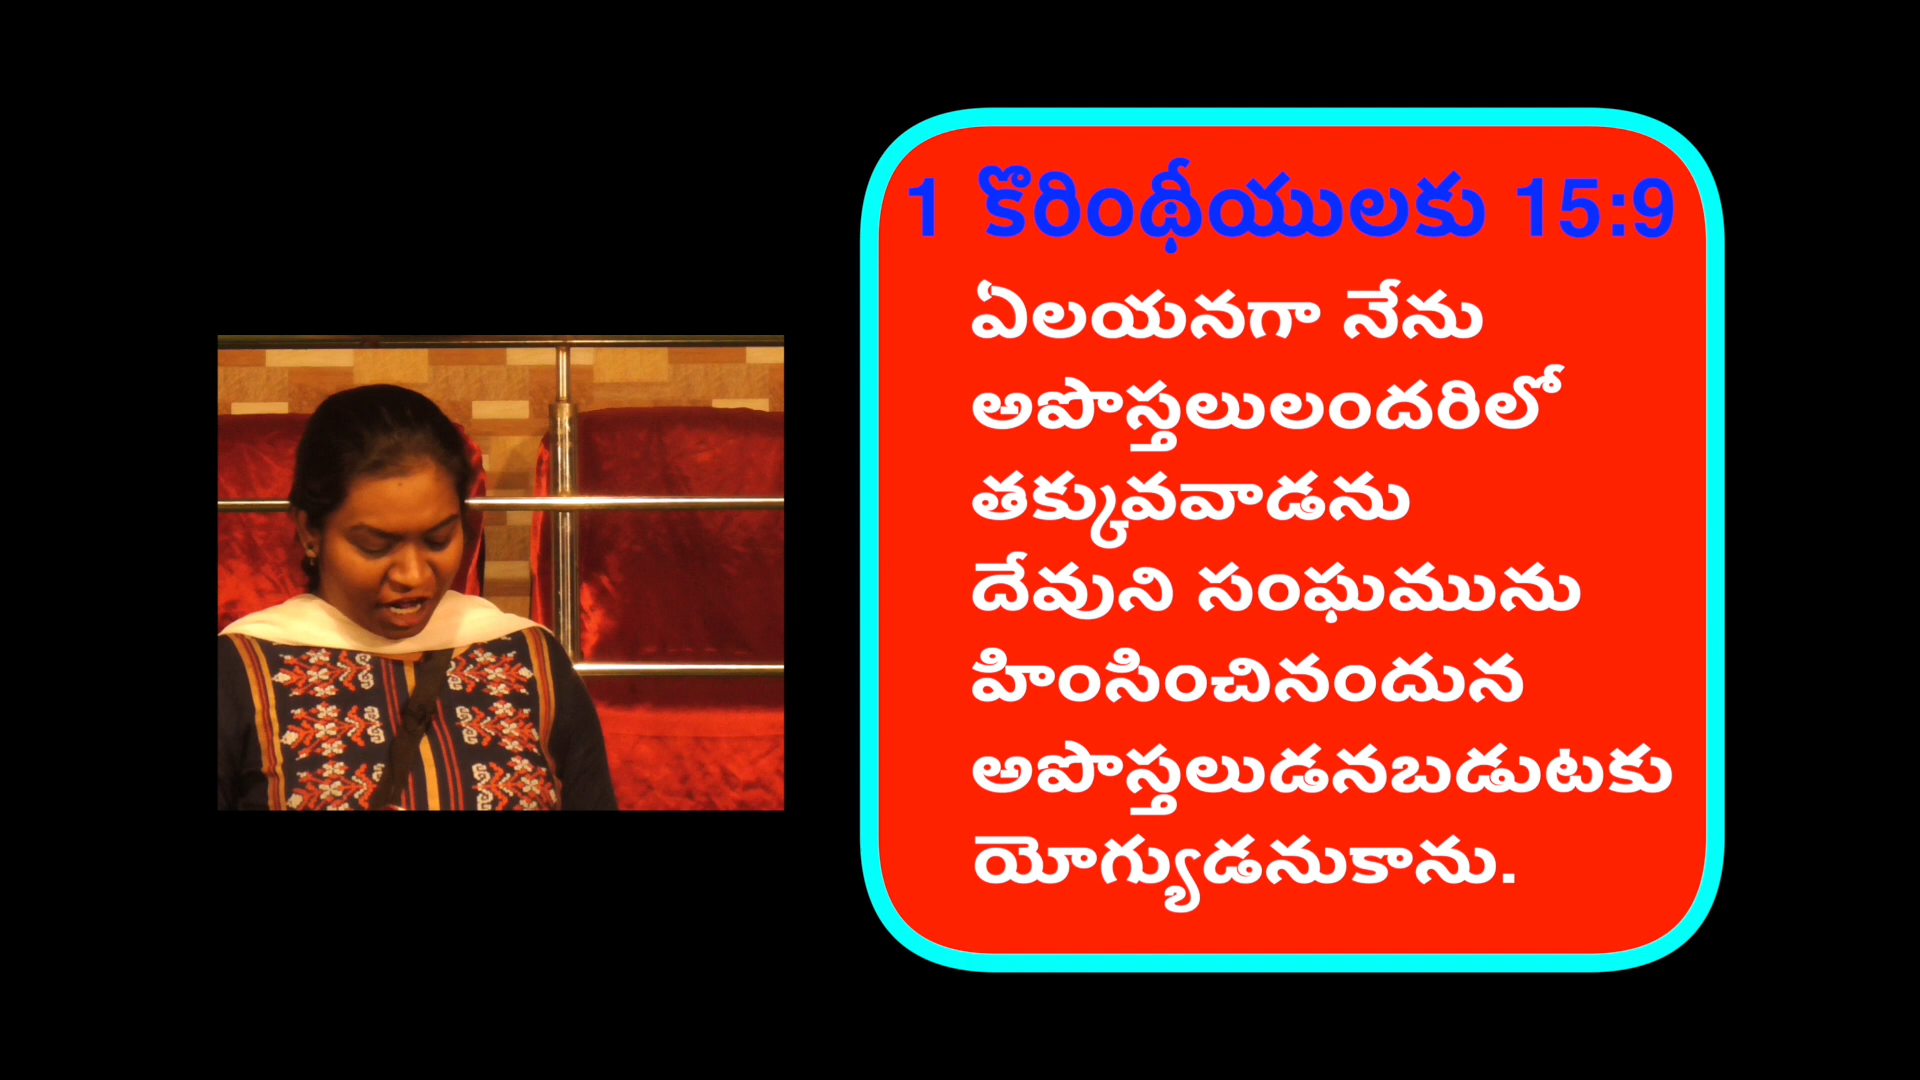 1 కొరింథీయులకు 15:9
ఏలయనగా నేను
అపొస్తలులందరిలో
తక్కువవాడను
దేవుని సంఘమును
హింసించినందున
అపొస్తలుడనబడుటకు
యోగ్యుడనుకాను.